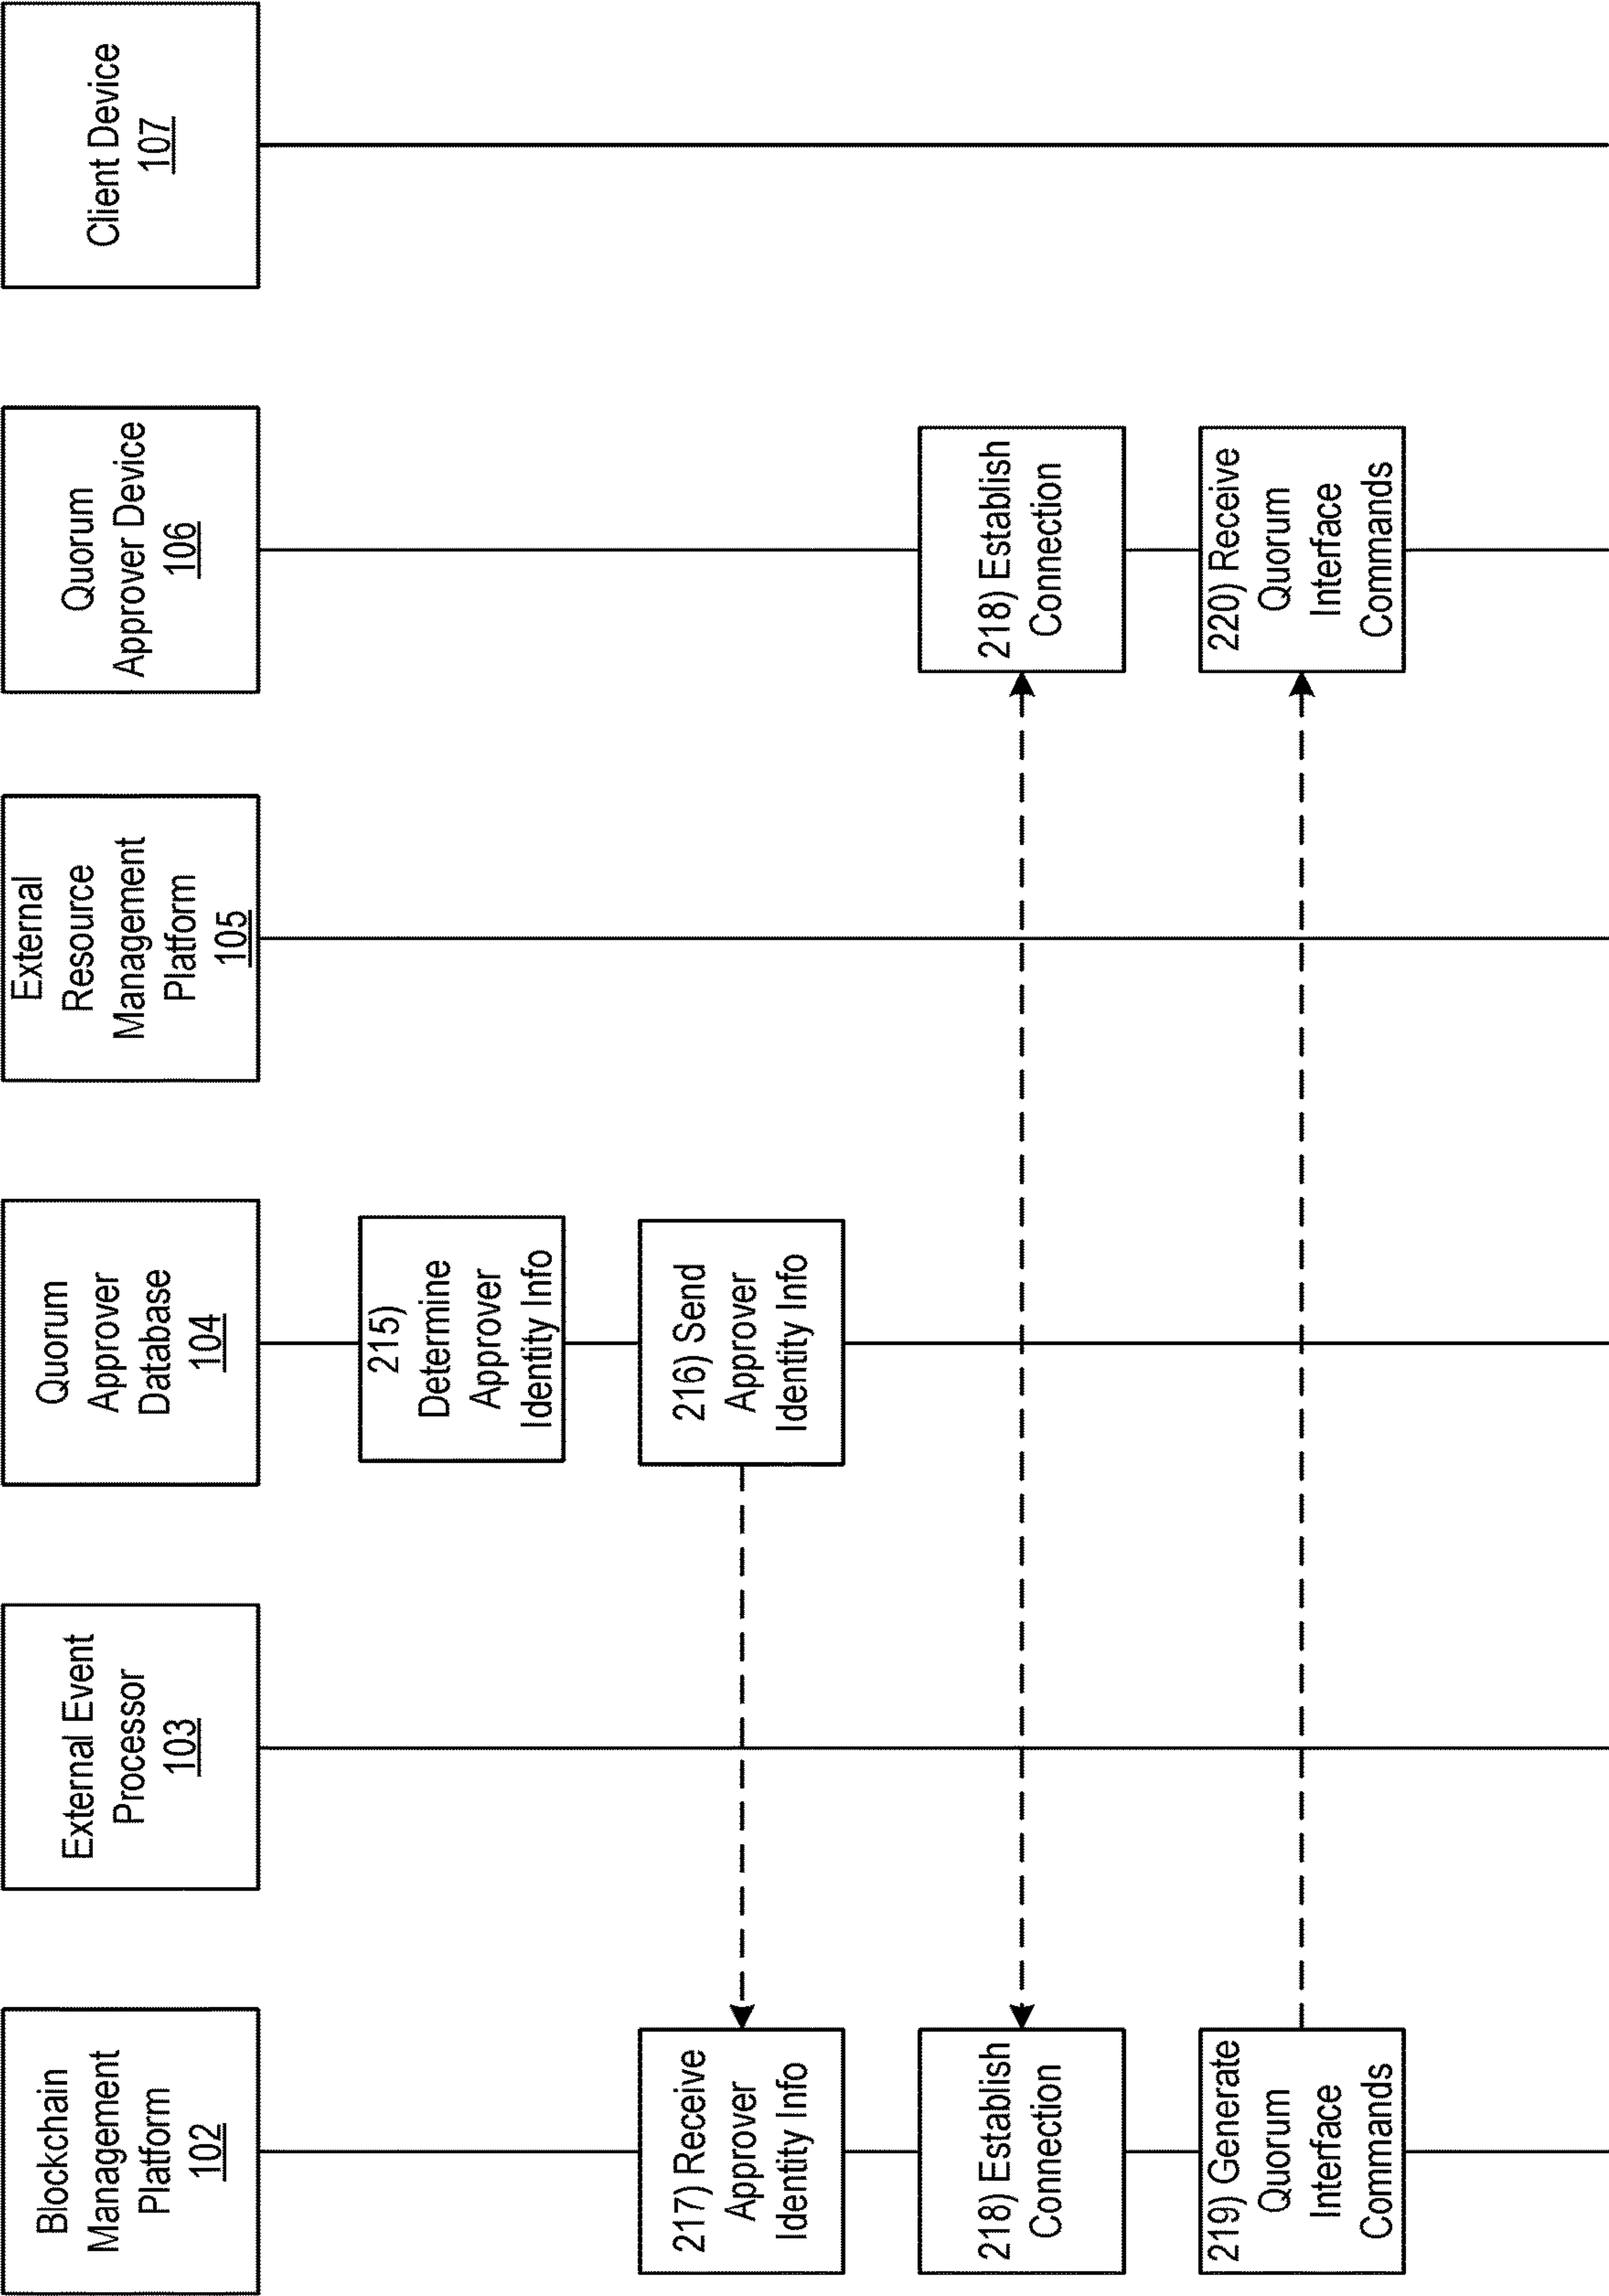 Blockchain
Management
Platform
102
External Event
Processor
103
Quorum
Approver
Database
104
External
Resource
Management
Platform
105
Quorum
Approver Device
106
Client Device
107
215)
Determine
Approver
Identity Info
217) Receive
Approver
Identity Info
216) Send
Approver
Identity Info
218) Establish
Connection
218) Establish
Connection
219) Generate
Quorum
Interface
Commands
220) Receive
Quorum
Interface
Commands